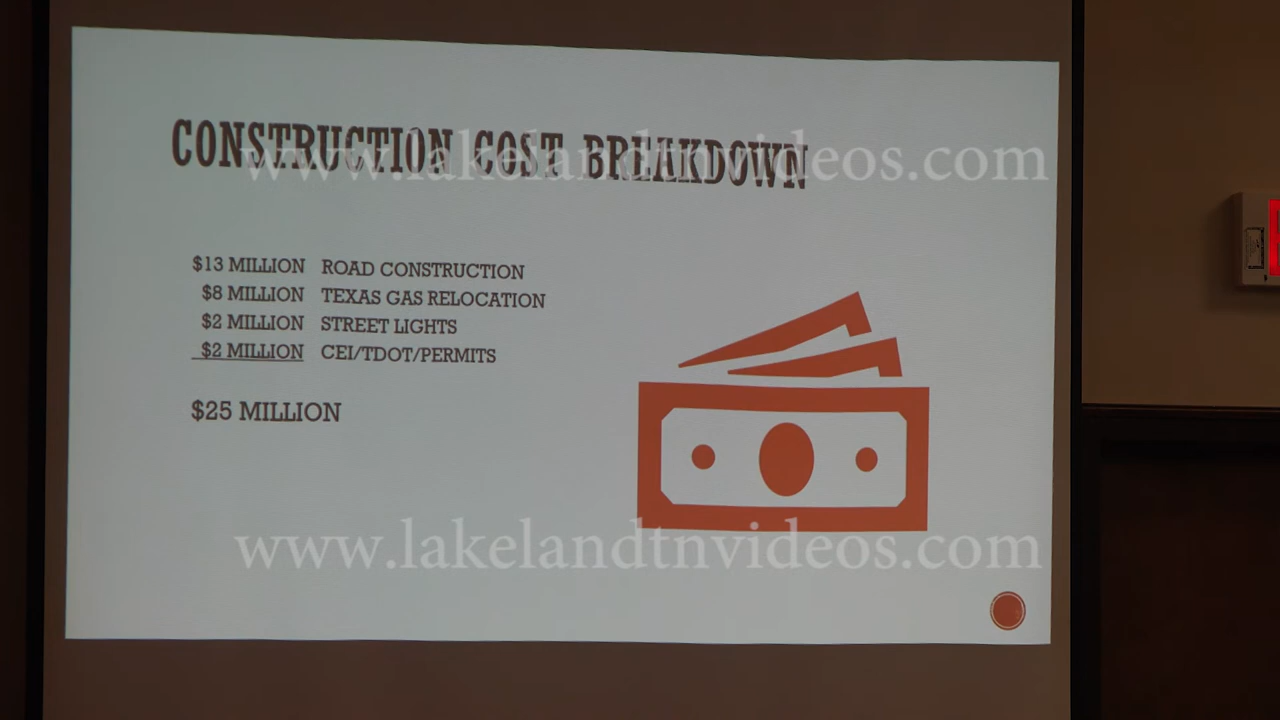 CONSTRUCTION COST BREAKDOWN
www.lakelandtnvideos.com
$13 MILLION ROAD CONSTRUCTION
$8 MILLION TEXAS GAS RELOCATION
$2 MILLION STREET LIGHTS
$2 MILLION CEI/TDOT/PERMITS
$25 MILLION
www.lakelandtnvideos.com